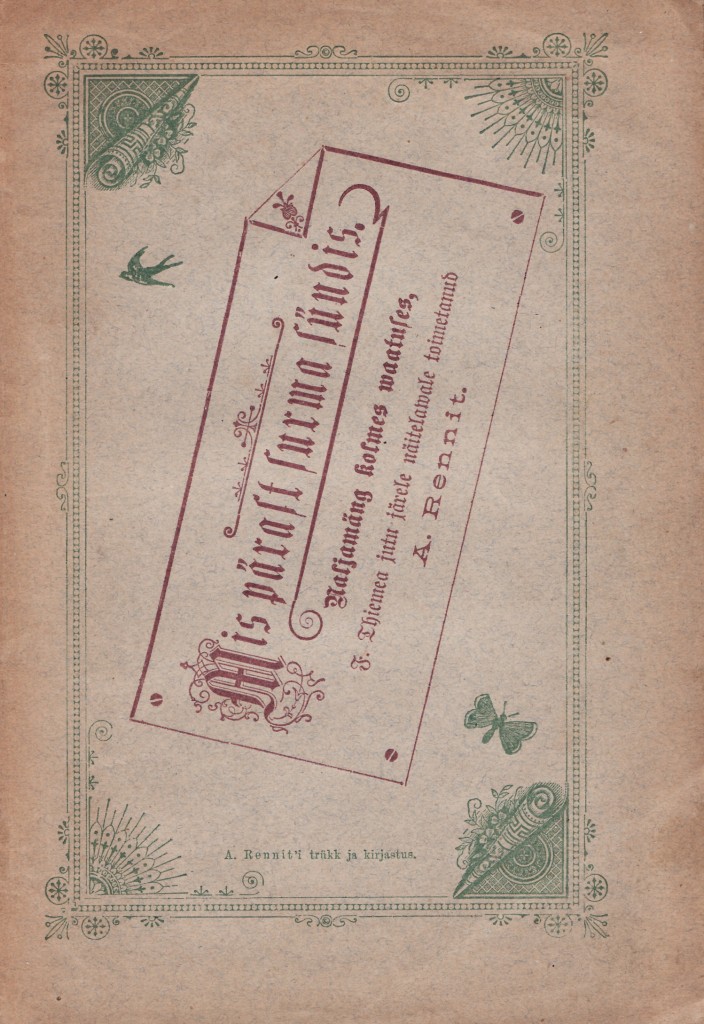 Mis pärast surma sündis.
Naljamäng kolmes waatuses,
F. Thiemea jutu järele näitelawale toimetanud
A. Rennit.
A. Rennit'i trükk ja kirjastus.